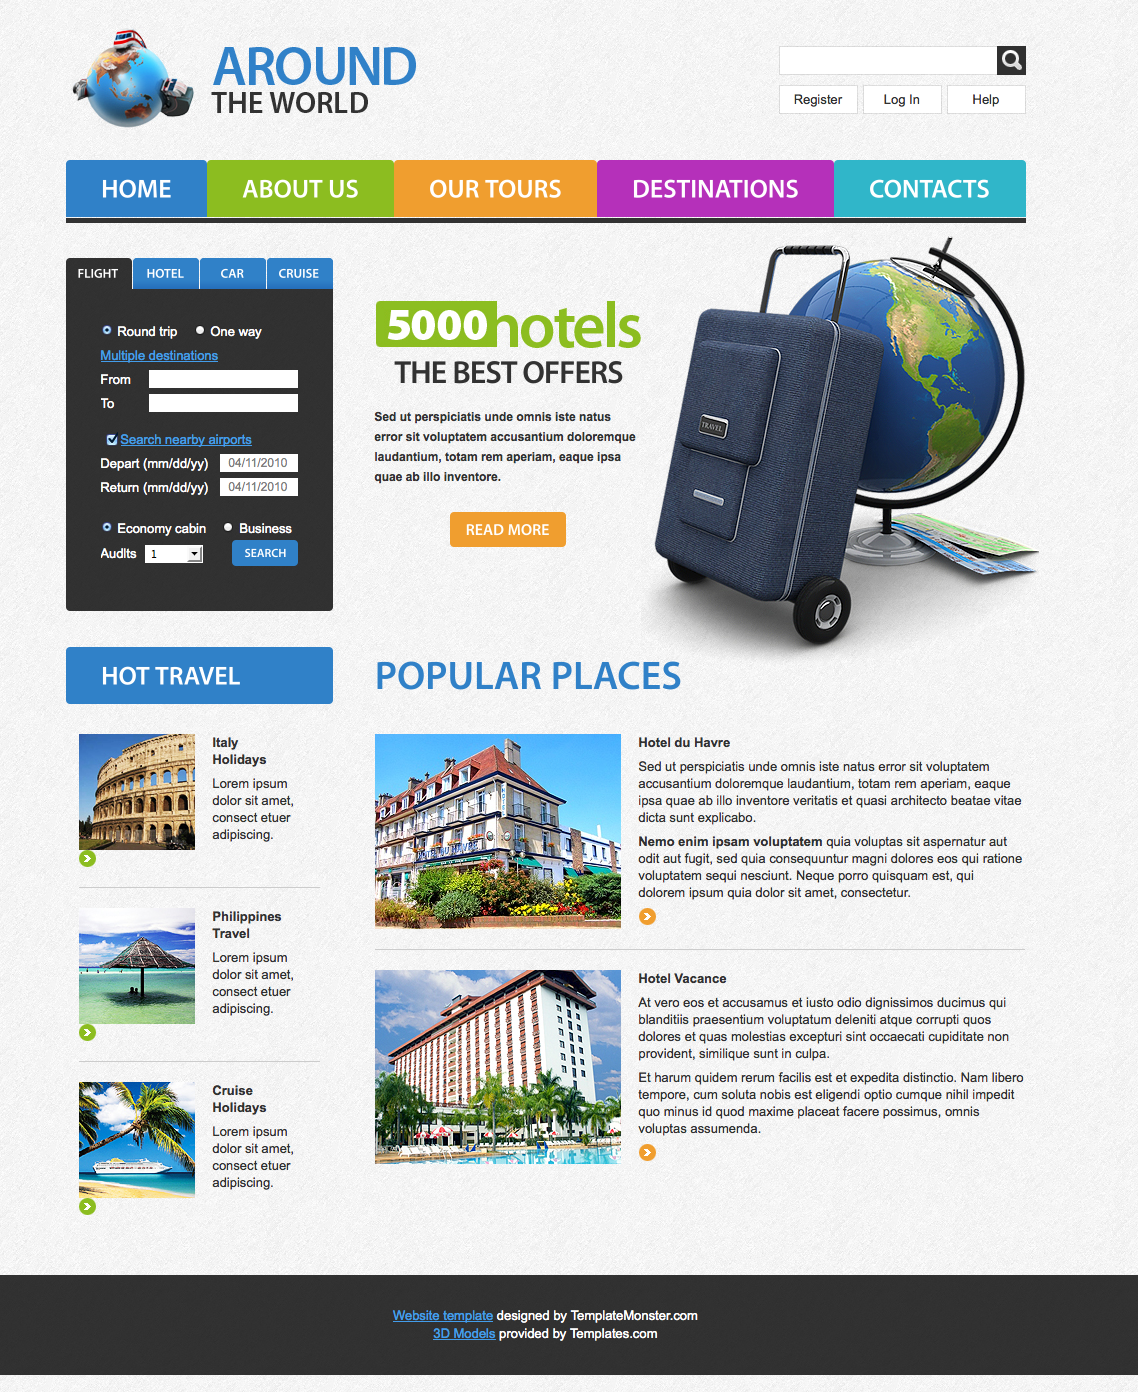 AROUND
THE WORLD
Register
Log In
Help
HOME
ABOUT US
OUR TOURS
DESTINATIONS
CONTACTS
FLIGHT
HOTEL
CAR
CRUISE
Round trip
One way
Multiple destinations
From
To
Search nearby airports
Depart (mm/dd/yy) 04/11/2010
Return (mm/dd/yy) 04/11/2010
Economy cabin
Business
Audlts 1
SEARCH
5000hotels
THE BEST OFFERS
Sed ut perspiciatis unde omnis iste natus
error sit voluptatem accusantium doloremque
laudantium, totam rem aperiam, eaque ipsa
quae ab illo inventore.
READ MORE
TRAVEL
HOT TRAVEL
Italy
Holidays
Lorem ipsum
dolor sit amet,
consect etuer
adipiscing.
Philippines
Travel
Lorem ipsum
dolor sit amet,
consect etuer
adipiscing.
Cruise
Holidays
Lorem ipsum
dolor sit amet,
consect etuer
adipiscing.
POPULAR PLACES
Hotel du Havre
Sed ut perspiciatis unde omnis iste natus error sit voluptatem
accusantium doloremque laudantium, totam rem aperiam, eaque
ipsa quae ab illo inventore veritatis et quasi architecto beatae vitae
dicta sunt explicabo.
Nemo enim ipsam voluptatem quia voluptas sit aspernatur aut
odit aut fugit, sed quia consequuntur magni dolores eos qui ratione
voluptatem sequi nesciunt. Neque porro quisquam est, qui
dolorem ipsum quia dolor sit amet, consectetur.
Hotel Vacance
At vero eos et accusamus et iusto odio dignissimos ducimus qui
blanditiis praesentium voluptatum deleniti atque corrupti quos
dolores et quas molestias excepturi sint occaecati cupiditate non
provident, similique sunt in culpa.
Et harum quidem rerum facilis est et expedita distinctio. Nam libero
tempore, cum soluta nobis est eligendi optio cumque nihil impedit
quo minus id quod maxime placeat facere possimus, omnis
voluptas assumenda.
Website template designed by TemplateMonster.com
3D Models provided by Templates.com